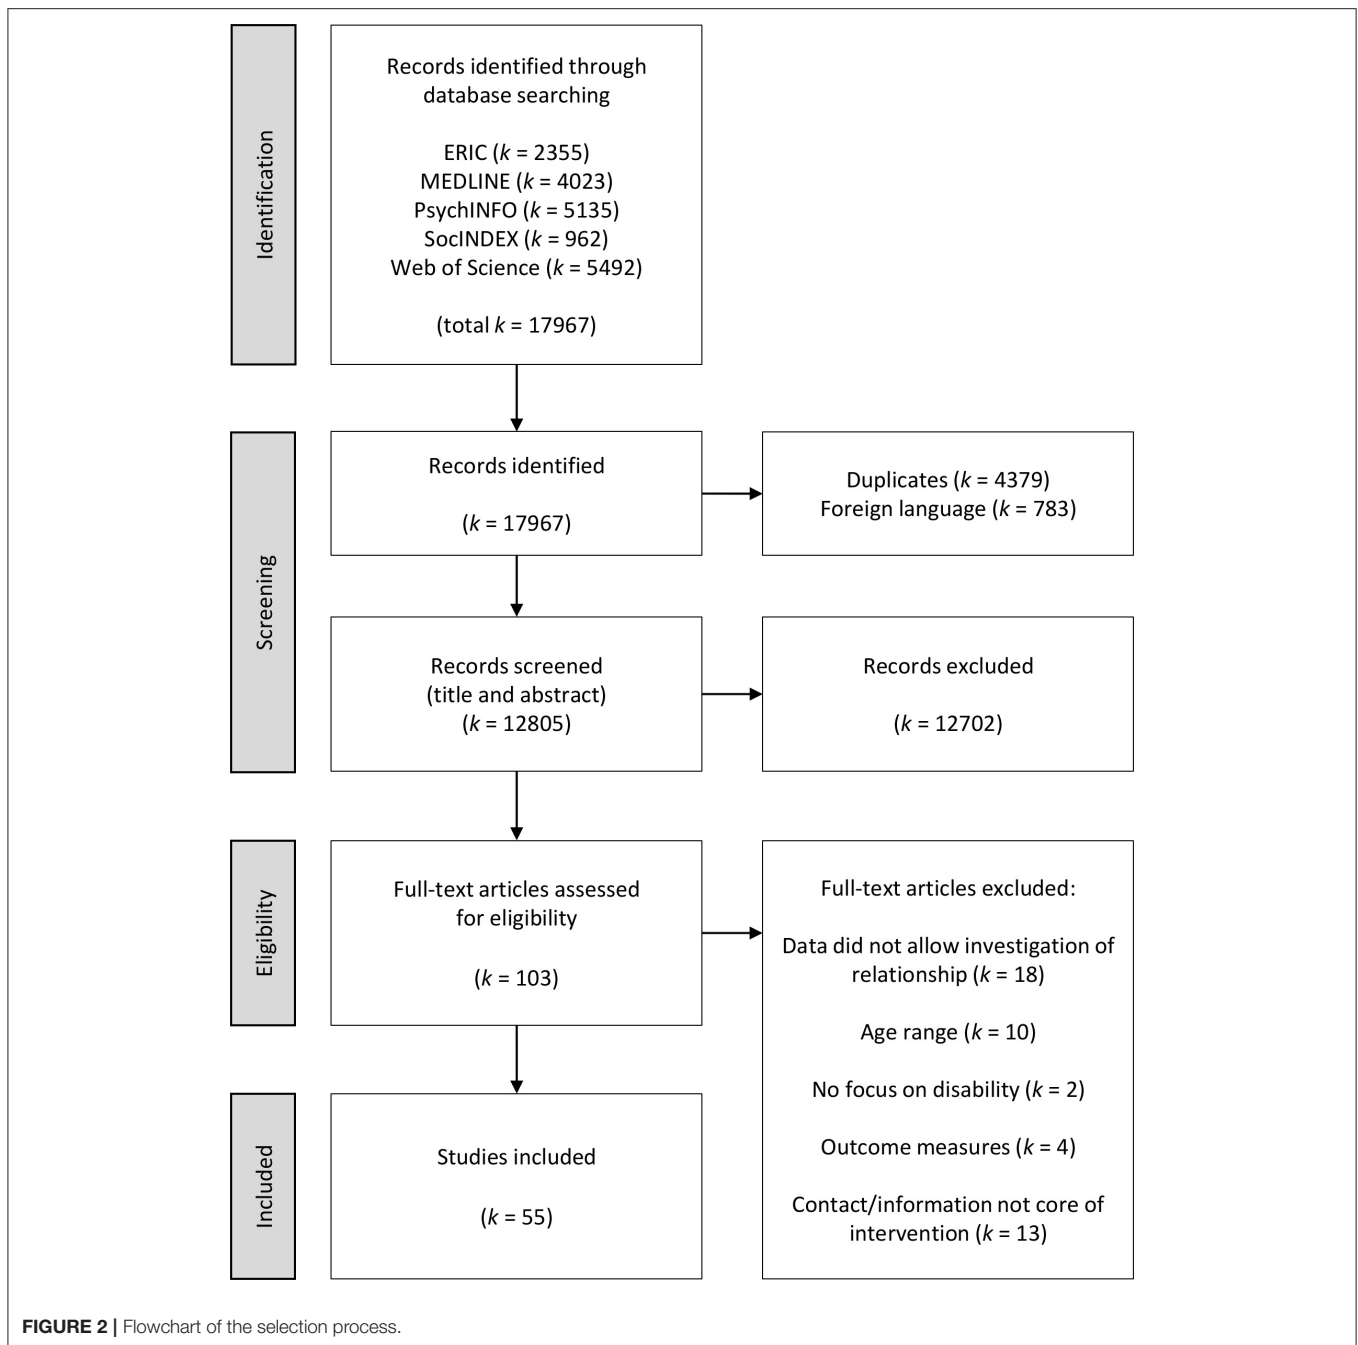 Identification
Records identified through
database searching
ERIC (k = 2355)
MEDLINE (k = 4023)
PsychINFO (k = 5135)
SocINDEX (k = 962)
Web of Science (k = 5492)
(total k = 17967)
Screening
Records identified
(k = 17967)
Duplicates (k = 4379)
Foreign language (k = 783)
Records screened
(title and abstract)
(k = 12805)
Records excluded
(k = 12702)
Eligibility
Full-text articles assessed
for eligibility
(k = 103)
Full-text articles excluded:
Data did not allow investigation of
relationship (k = 18)
Age range (k = 10)
No focus on disability (k = 2)
Outcome measures (k = 4)
Contact/information not core of
intervention (k = 13)
Included
Studies included
(k = 55)
FIGURE 2 | Flowchart of the selection process.